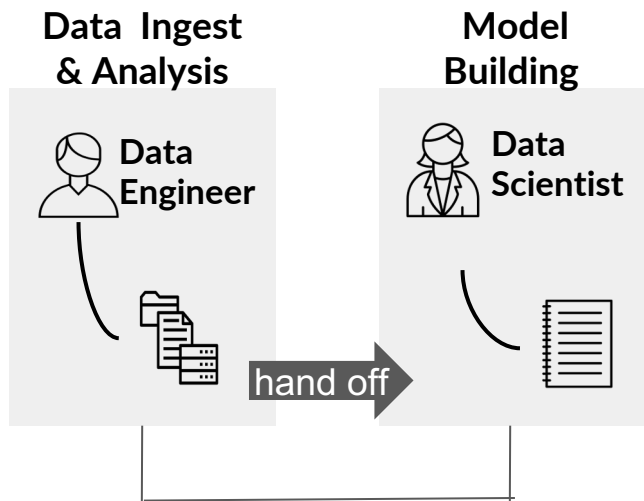 Data Ingest
& Analysis
Data
Engineer
hand off
Model
Building
Data
Scientist